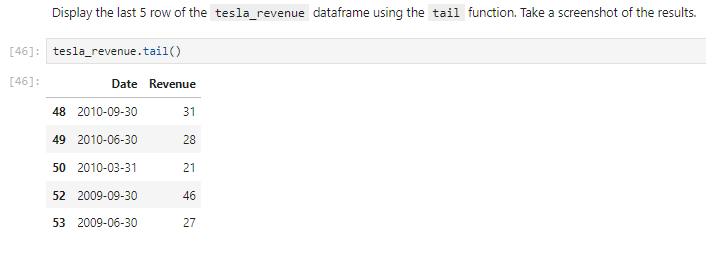 Display the last 5 row of the tesla_revenue dataframe using the tail function. Take a screenshot of the results.
[46]: tesla_revenue.tail()
[46]:
Date Revenue
48 2010-09-30 31
49 2010-06-30 28
50 2010-03-31 21
52 2009-09-30 46
53 2009-06-30 27